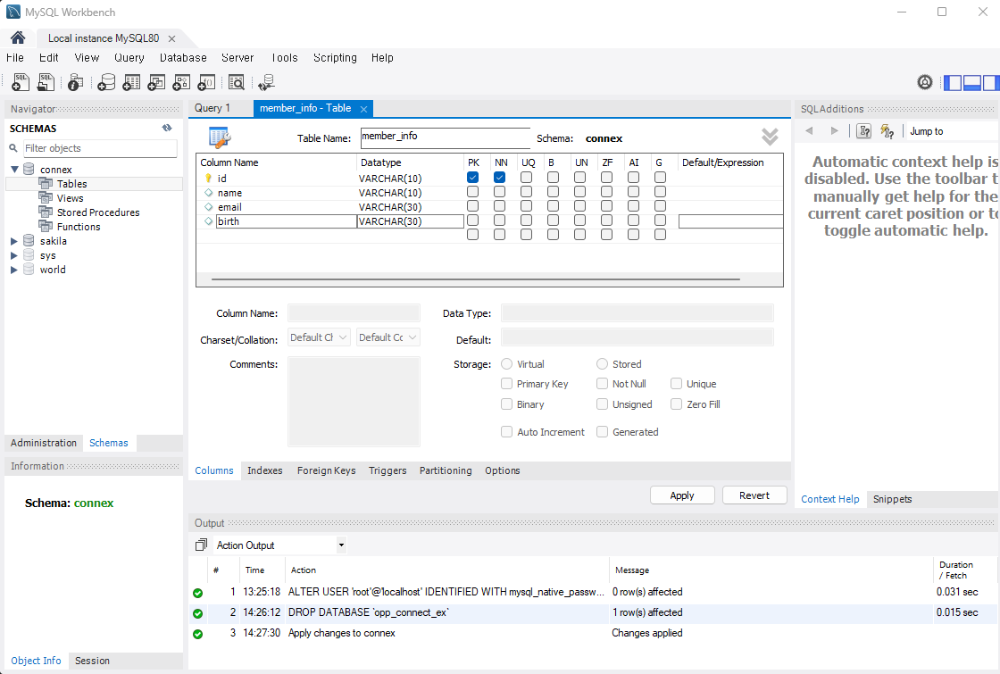 MySQL Workbench
Local instance MySQL80
File Edit View Query Database Server Tools Scripting Help
Navigator
SCHEMAS
Filter objects
connex
Tables
Views
Stored Procedures
Functions
sakila
sys
world
Administration Schemas
Information
Schema: connex
Object Info Session
Query 1 member_info - Table
Table Name: member_info Schema: connex
Column Name Datatype PK NN UQ B UN ZF AI G Default/Expression
id VARCHAR(10)
name VARCHAR(10)
email VARCHAR(30)
birth VARCHAR(30)
Column Name: Data Type:
Charset/Collation: Default Ch Default Cc Default:
Comments: Storage: Virtual Stored
Primary Key Not Null Unique
Binary Unsigned Zero Fill
Auto Increment Generated
Columns Indexes Foreign Keys Triggers Partitioning Options
Apply Revert
SQLAdditions
Jump to
Automatic context help is
disabled. Use the toolbar t
manually get help for the
current caret position or to
toggle automatic help.
Context Help Snippets
Output
Action Output
# Time Action Message Duration / Fetch
1 13:25:18 ALTER USER 'root'@'localhost' IDENTIFIED WITH mysql_native_passw... 0 row(s) affected 0.031 sec
2 14:26:12 DROP DATABASE `opp_connect_ex` 1 row(s) affected 0.015 sec
3 14:27:30 Apply changes to connex Changes applied